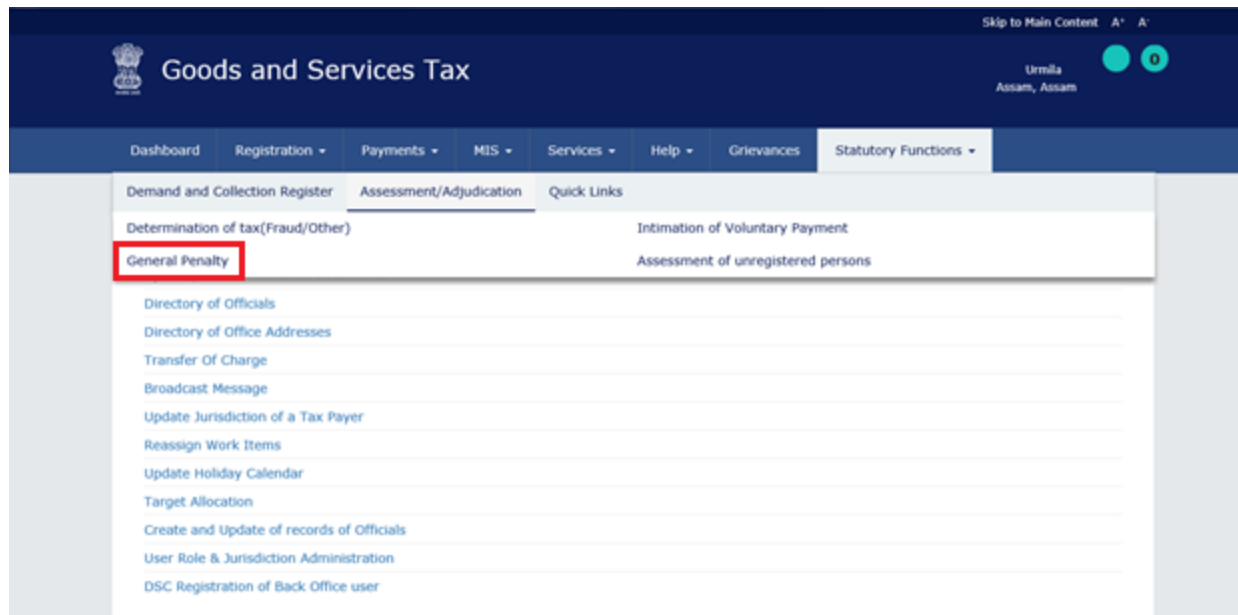 Skip to Main Content A+ A-
Goods and Services Tax
Urmila
0
Assam, Assam
Dashboard Registration Payments MIS Services Help Grievances Statutory Functions
Demand and Collection Register Assessment/Adjudication Quick Links
Determination of tax(Fraud/Other) Intimation of Voluntary Payment
General Penalty Assessment of unregistered persons
Directory of Officials
Directory of Office Addresses
Transfer Of Charge
Broadcast Message
Update Jurisdiction of a Tax Payer
Reassign Work Items
Update Holiday Calendar
Target Allocation
Create and Update of records of Officials
User Role & Jurisdiction Administration
DSC Registration of Back Office user